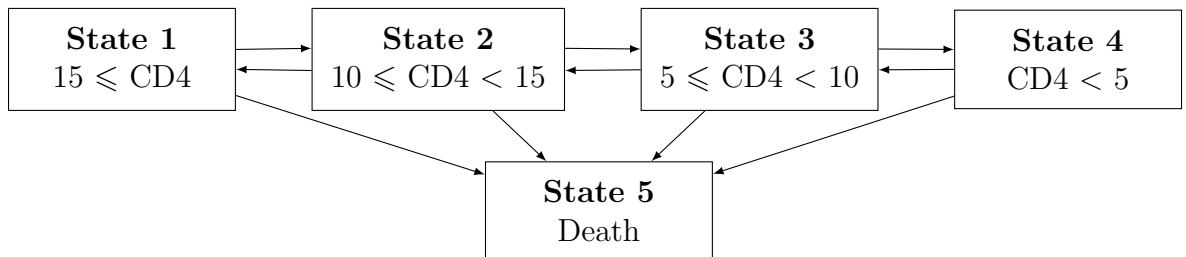 State 1
15 ⩽ CD4
State 2
10 ⩽ CD4 < 15
State 3
5 ⩽ CD4 < 10
State 4
CD4 < 5
State 5
Death